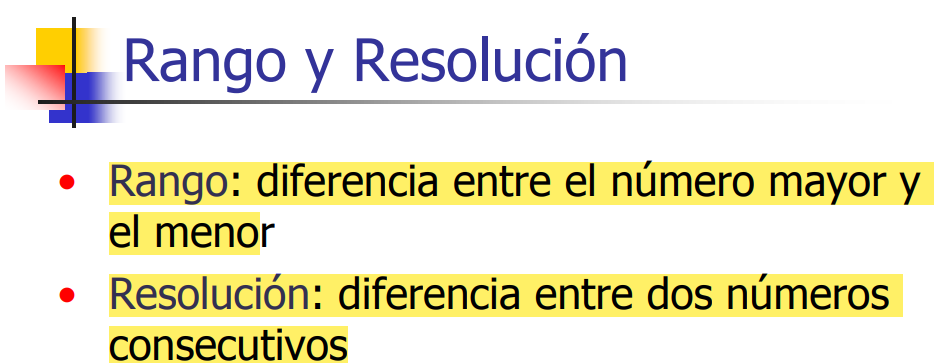 Rango y Resolución
• Rango: diferencia entre el número mayor y
el menor
• Resolución: diferencia entre dos números
consecutivos